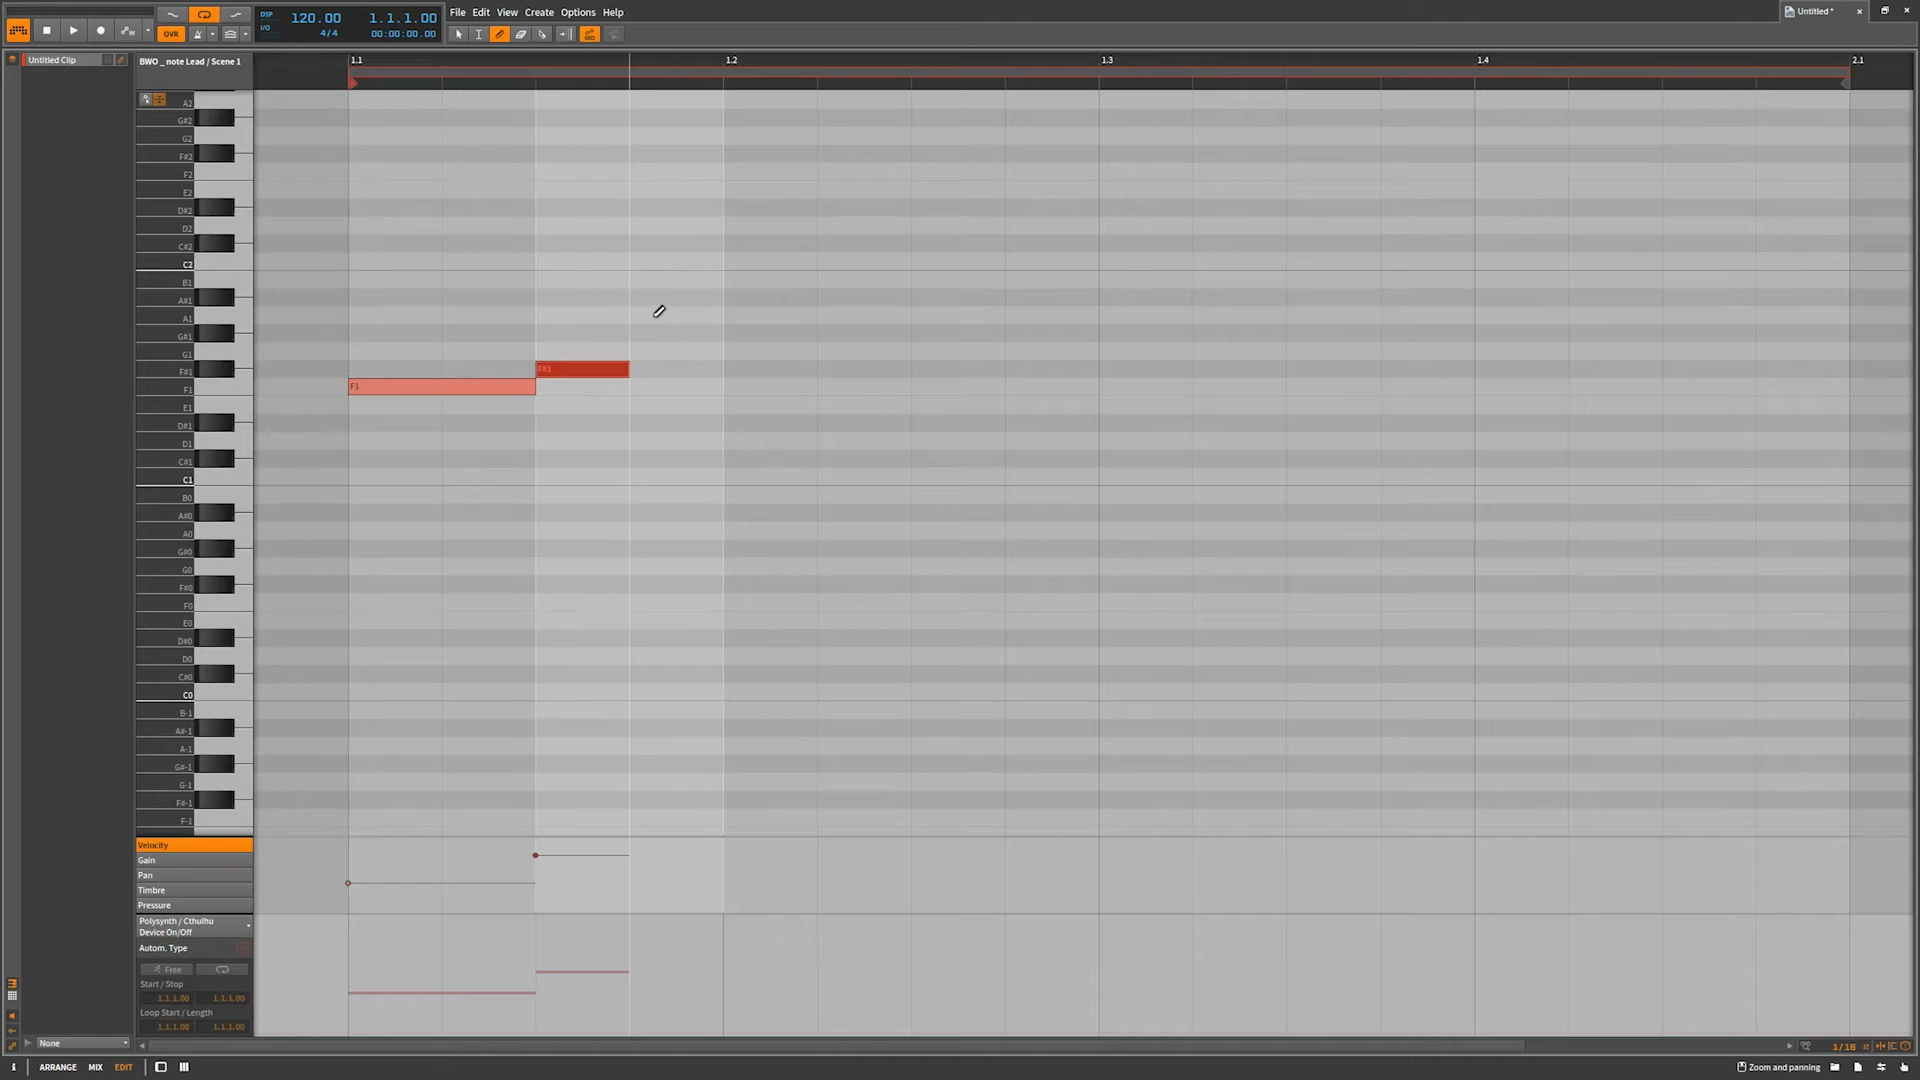 DSP
I/O
120.00
4/4
1.1.1.00
00:00:00.00
File Edit View Create Options Help
Untitled *
OVR
Untitled Clip
BWO _ note Lead / Scene 1
1.1
1.2
1.3
1.4
2.1
A2
G#2
G2
F#2
F2
E2
D#2
D2
C#2
C2
B1
A#1
A1
G#1
G1
F#1
F1
E1
D#1
D1
C#1
C1
B0
A#0
A0
G#0
G0
F#0
F0
E0
D#0
D0
C#0
C0
B-1
A#-1
A-1
G#-1
G-1
F#-1
F-1
F#1
F1
Velocity
Gain
Pan
Timbre
Pressure
Polysynth / Cthulhu
Device On/Off
Autom. Type
Free
Start / Stop
1.1.1.00 1.1.1.00
Loop Start / Length
1.1.1.00 1.1.1.00
None
1/16
st
i
ARRANGE MIX EDIT
Zoom and panning